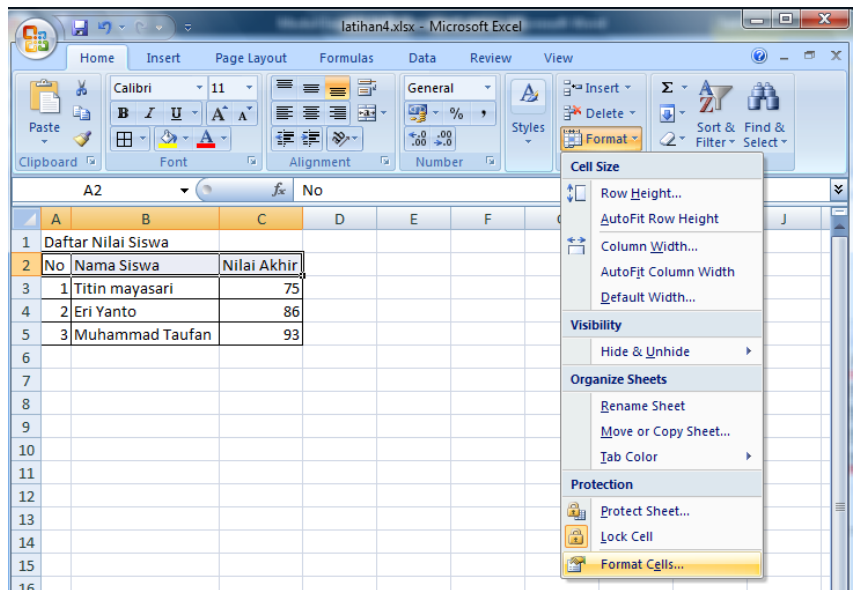 latihan4.xlsx - Microsoft Excel
Home Insert Page Layout Formulas Data Review View
Calibri 11 General Insert Σ
B I U A A % , Delete
Paste Styles Format Sort & Filter Find & Select
Clipboard Font Alignment Number
A2 fx No
A B C D E F J
1 Daftar Nilai Siswa
2 No Nama Siswa Nilai Akhir
3 1 Titin mayasari 75
4 2 Eri Yanto 86
5 3 Muhammad Taufan 93
6
7
8
9
10
11
12
13
14
15
16
Cell Size
Row Height...
AutoFit Row Height
Column Width...
AutoFit Column Width
Default Width...
Visibility
Hide & Unhide
Organize Sheets
Rename Sheet
Move or Copy Sheet...
Tab Color
Protection
Protect Sheet...
Lock Cell
Format Cells...